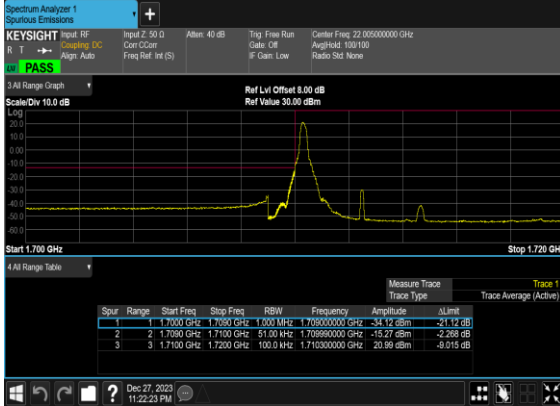 Spectrum Analyzer 1
Spurious Emissions
+
KEYSIGHT Input: RF Input Z: 50 Ω Atten: 40 dB Trig: Free Run Center Freq: 22.005000000 GHz
R T Coupling: DC Corr CCorr Gate: Off Avg|Hold: 100/100
Align: Auto Freq Ref: Int (S) IF Gain: Low Radio Std: None
PASS
3.All Range Graph
Ref Lvl Offset 8.00 dB
Scale/Div 10.0 dB Ref Value 30.00 dBm
Log
20.0
10.0
0.00
-10.0
-20.0
-30.0
-40.0
-50.0
-60.0
Start 1.700 GHz Stop 1.720 GH
4.All Range Table
Measure Trace Trace 1
Trace Type Trace Average (Active)
Spur Range Start Freq Stop Freq RBW Frequency Amplitude ΔLimit
1 1 1.7000 GHz 1.7090 GHz 1.000 MHz 1.709000000 GHz -34.12 dBm -21.12 dB
2 2 1.7090 GHz 1.7100 GHz 51.00 kHz 1.709990000 GHz -15.27 dBm -2.268 dB
3 3 1.7100 GHz 1.7200 GHz 100.0 kHz 1.710300000 GHz 20.99 dBm -9.015 dB
? Dec 27, 2023
11:22:23 PM